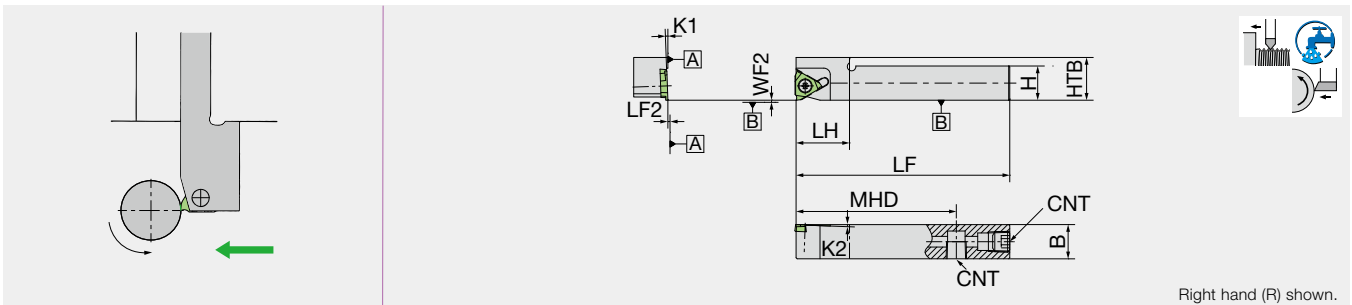 K1
A
WF2
H
HTB
LF2
B
B
A
LH
LF
MHD
CNT
K2
B
CNT
Right hand (R) shown.